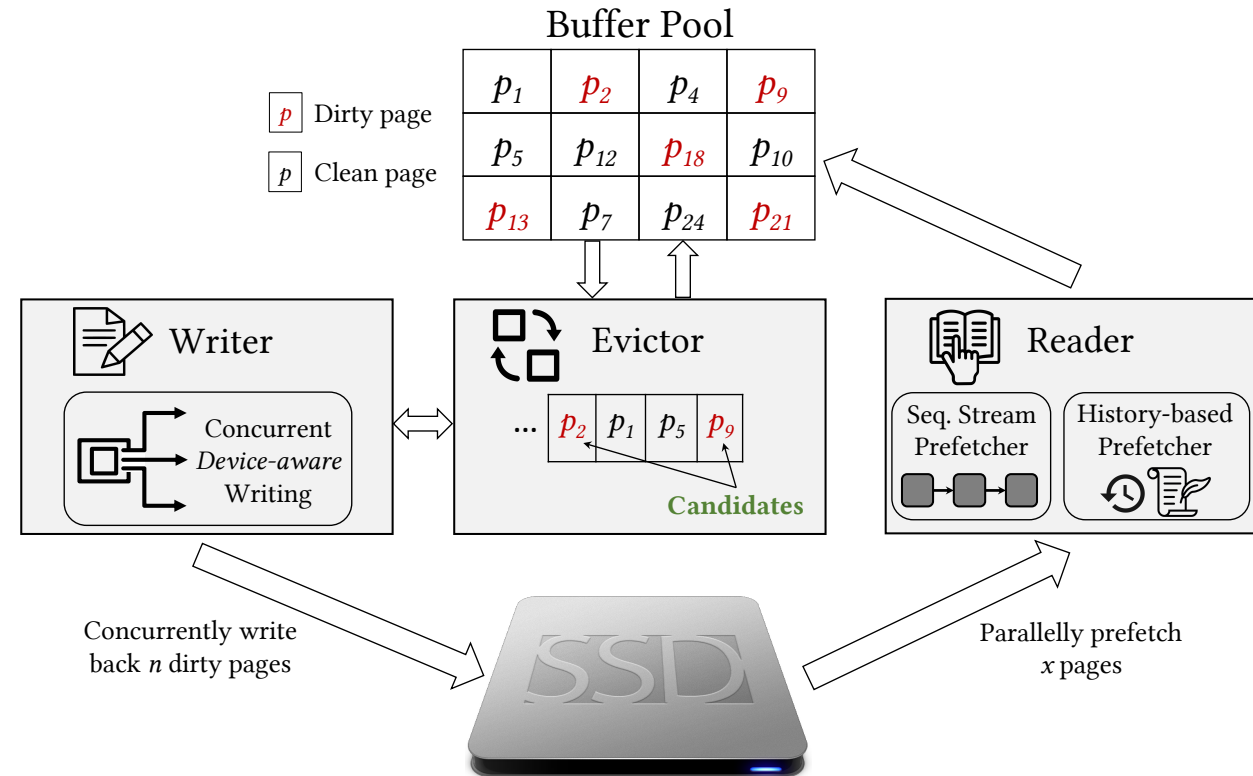 Buffer Pool
p1 p2 p4 p9
p Dirty page
p5 p12 p18 p10
p Clean page
p13 p7 p24 p21
Writer
Concurrent
Device-aware
Writing
Evictor
... p2 p1 p5 p9
Candidates
Reader
Seq. Stream
Prefetcher
History-based
Prefetcher
Concurrently write
back n dirty pages
SSD
Parallelly prefetch
x pages